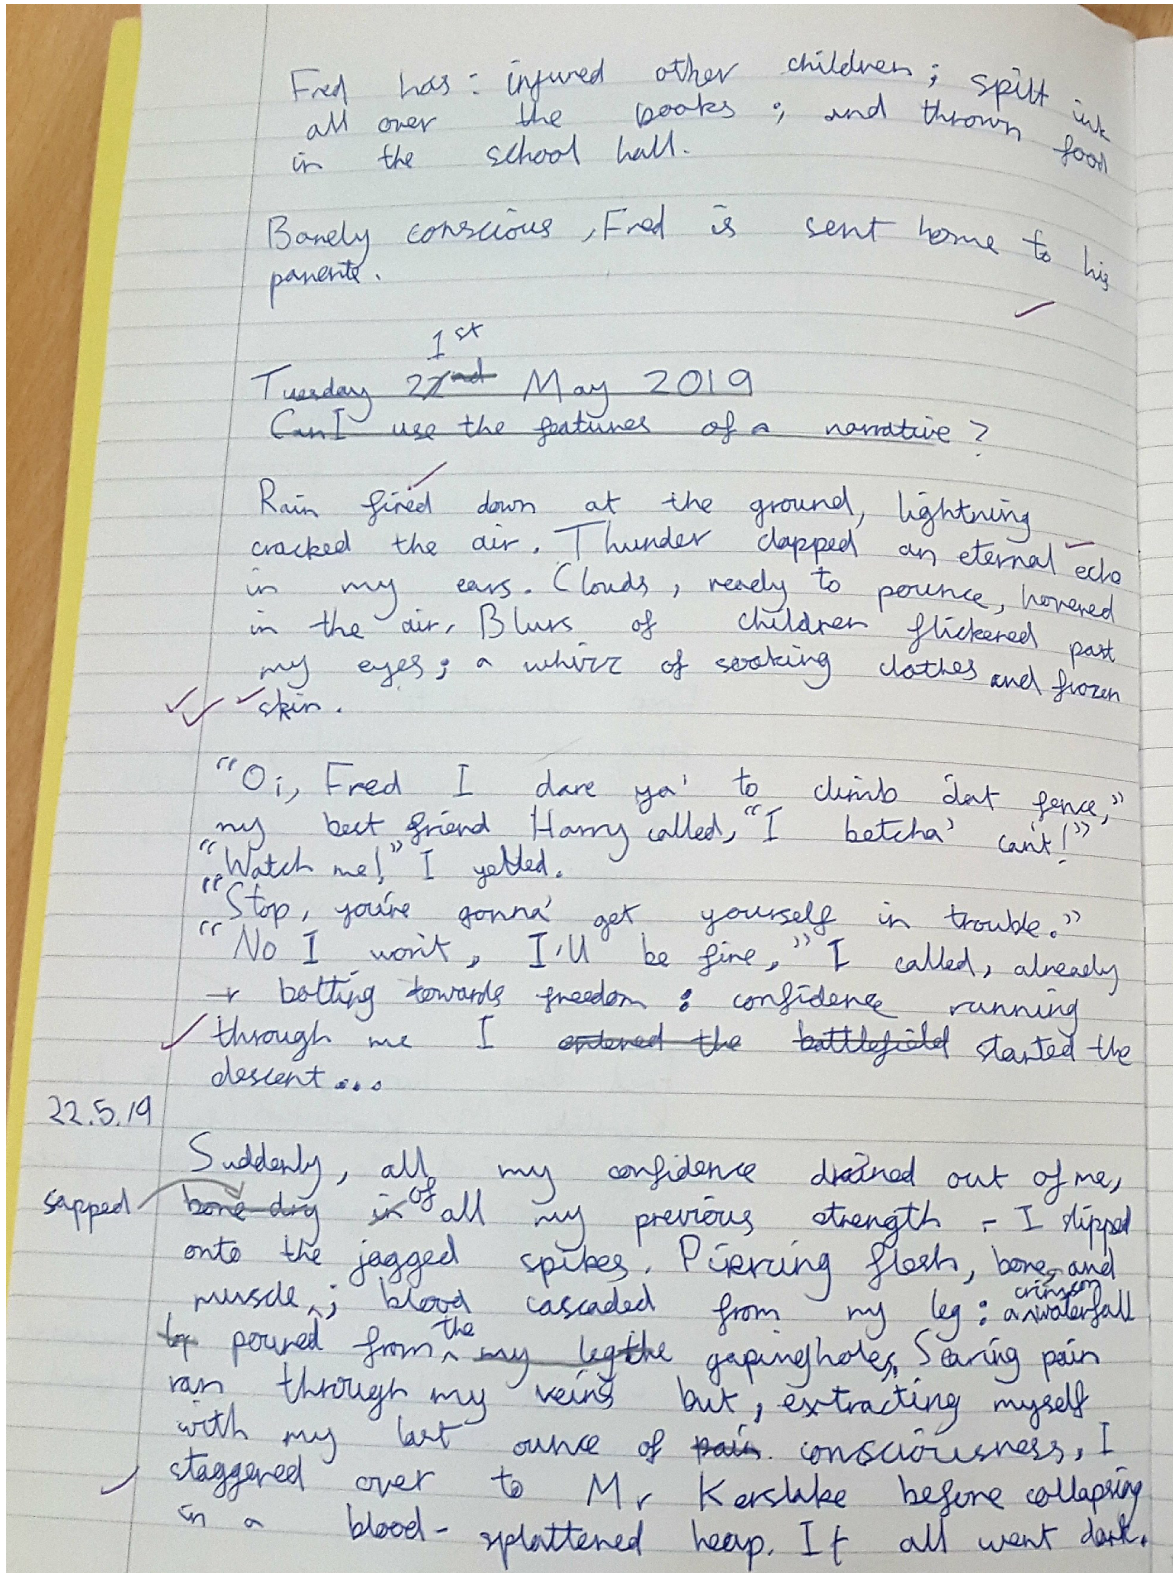 Fred has: injured other children; spilt ink
all over the books; and thrown food
in the school hall.
Barely conscious, Fred is sent home to his
parents.
1st
Tuesday 22nd May 2019
Can I use the features of a narrative?
Rain fired down at the ground, lightning
cracked the air. Thunder clapped an eternal echo
in my ears. Clouds, ready to pounce, hovered
in the air. Blurs of children flickered past
my eyes; a whirr of soaking clothes and frozen
skin.
"Oi, Fred I dare ya' to climb dat fence,"
my best friend Harry called, "I betcha' can't!"
"Watch me!" I yelled.
"Stop, you're gonna' get yourself in trouble."
"No I won't, I'll be fine," I called, already
bolting towards freedom: confidence running
through me I entered the battlefield started the
descent...
22.5.19
Suddenly, all my confidence drained out of me,
sapped bone dry in of all my previous strength - I slipped
onto the jagged spikes. Piercing flesh, bone, and
muscle,; blood cascaded from my leg: a crimson waterfall
poured from the my leg the gaping holes. Searing pain
ran through my veins but, extracting myself
with my last ounce of pain consciousness, I
staggered over to Mr Kerslake before collapsing
in a blood-splattered heap. It all went dark.